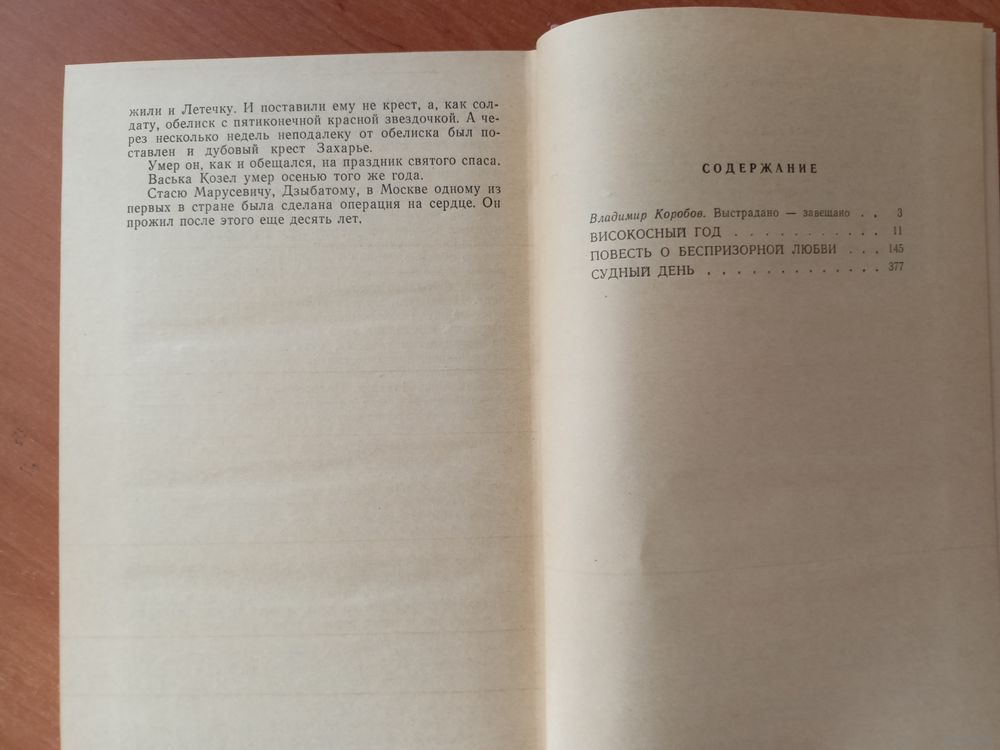 жили и Летечку. И поставили ему не крест, а, как сол-
дату, обелиск с пятиконечной красной звездочкой. А че-
рез несколько недель неподалеку от обелиска был по-
ставлен и дубовый крест Захарье.
Умер он, как и обещался, на праздник святого спаса.
Васька Козел умер осенью того же года.
Стасю Марусевичу, Дзыбатому, в Москве одному из
первых в стране была сделана операция на сердце. Он
прожил после этого еще десять лет.
СОДЕРЖАНИЕ
Владимир Коробов. Выстрадано — завещано . . 3
ВИСОКОСНЫЙ ГОД . . . . . . . . . . . 11
ПОВЕСТЬ О БЕСПРИЗОРНОЙ ЛЮБВИ . . . 145
СУДНЫЙ ДЕНЬ . . . . . . . . . . . . . 377